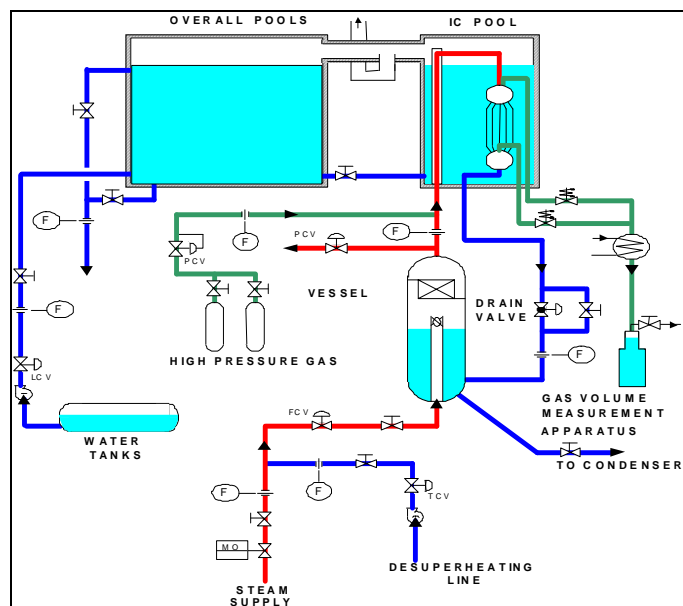 OVERALL POOLS
IC POOL
F
F
F
PCV
PCV
VESSEL
DRAIN
VALVE
HIGH PRESSURE GAS
F
F
LCV
GAS VOLUME
MEASUREMENT
APPARATUS
FCV
WATER
TANKS
TO CONDENSER
F
F
TCV
MO
DESUPERHEATING
LINE
STEAM
SUPPLY